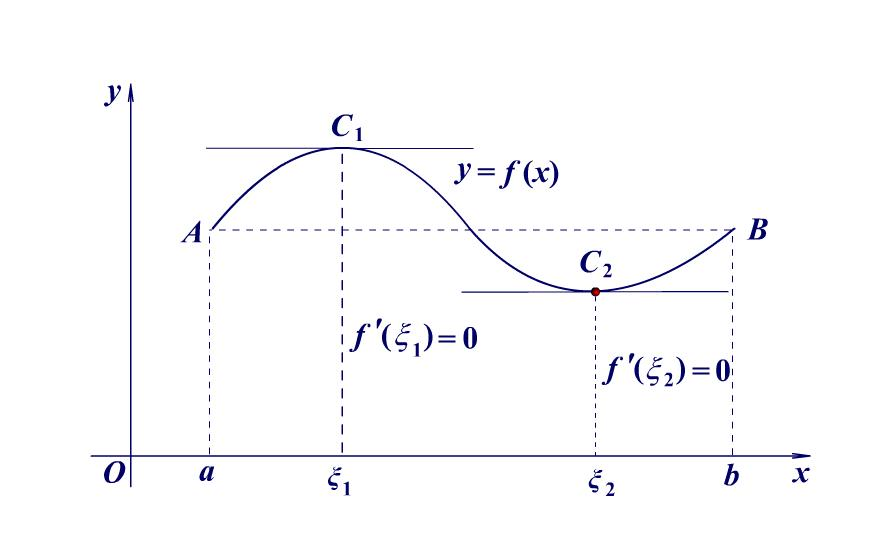 y
C₁
y = f(x)
A
B
C₂
f′(ξ₁) = 0
f′(ξ₂) = 0
O a ξ₁ ξ₂ b x